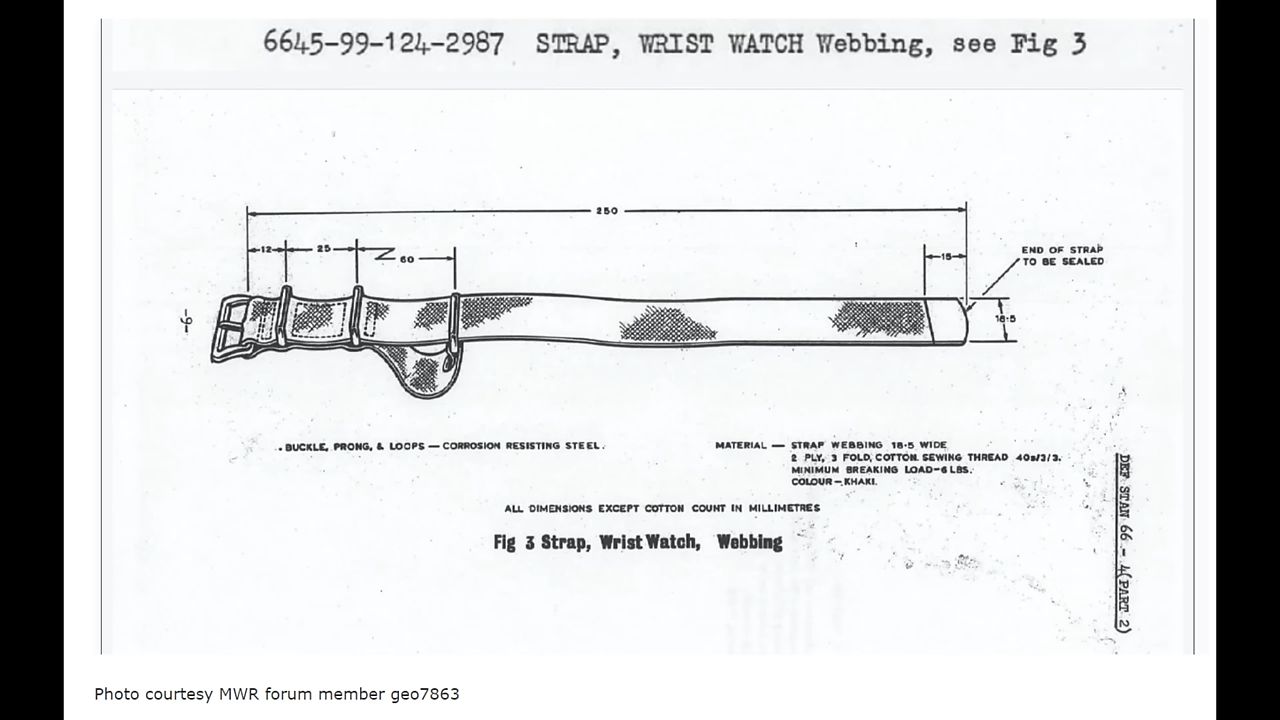 6645-99-124-2987 STRAP, WRIST WATCH Webbing, see Fig 3
250
12
25
60
15
END OF STRAP
TO BE SEALED
18·5
-6-
• BUCKLE, PRONG, & LOOPS — CORROSION RESISTING STEEL.
MATERIAL — STRAP WEBBING 18·5 WIDE
2 PLY, 3 FOLD, COTTON. SEWING THREAD 40s/3/3.
MINIMUM BREAKING LOAD–6 LBS.
COLOUR – KHAKI.
ALL DIMENSIONS EXCEPT COTTON COUNT IN MILLIMETRES
Fig 3 Strap, Wrist Watch, Webbing
DEF STAN 66 - 4(PART 2)
Photo courtesy MWR forum member geo7863